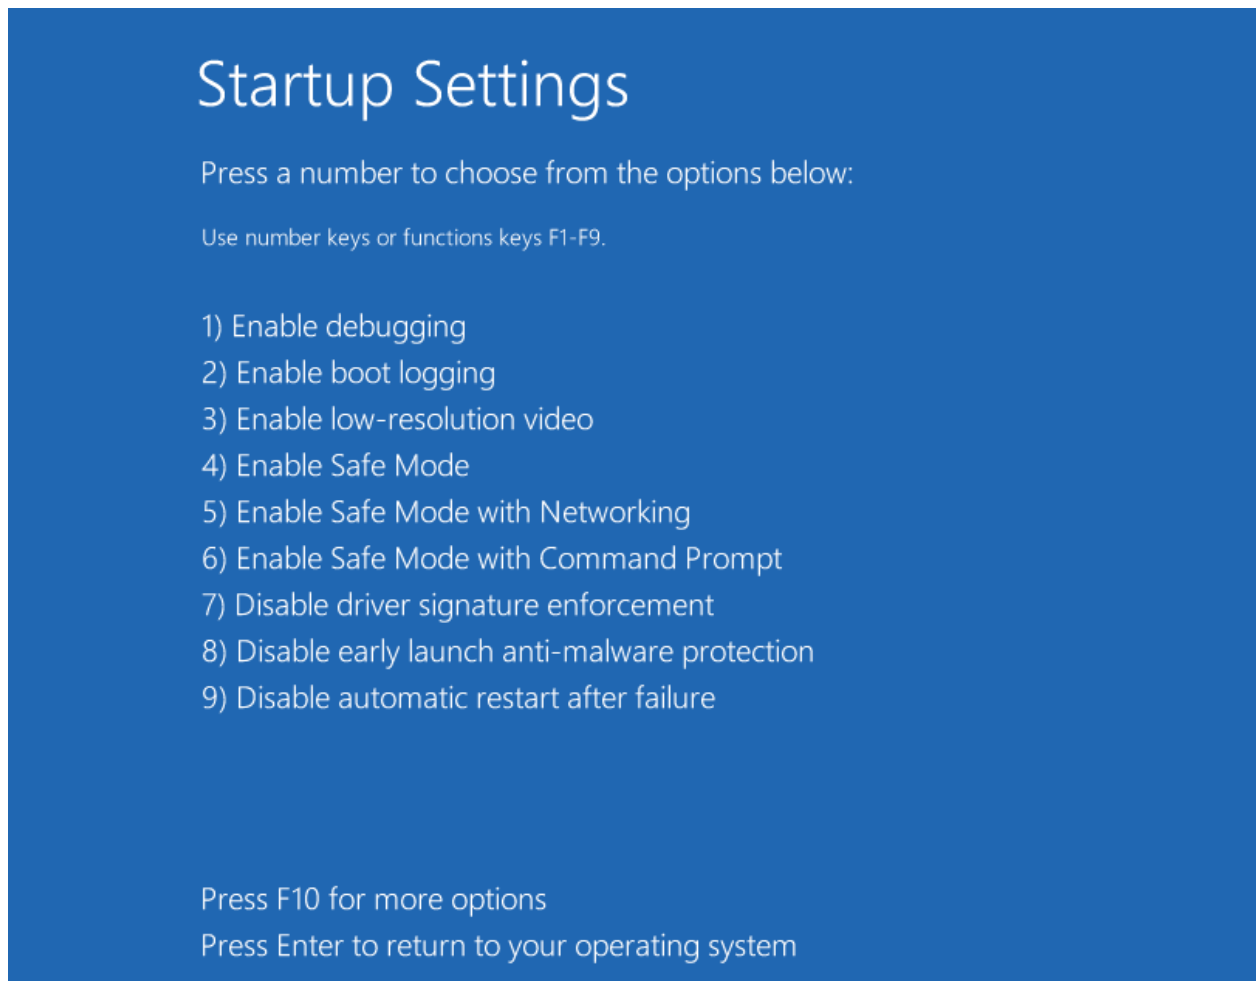 Startup Settings
Press a number to choose from the options below:
Use number keys or functions keys F1-F9.
1) Enable debugging
2) Enable boot logging
3) Enable low-resolution video
4) Enable Safe Mode
5) Enable Safe Mode with Networking
6) Enable Safe Mode with Command Prompt
7) Disable driver signature enforcement
8) Disable early launch anti-malware protection
9) Disable automatic restart after failure
Press F10 for more options
Press Enter to return to your operating system